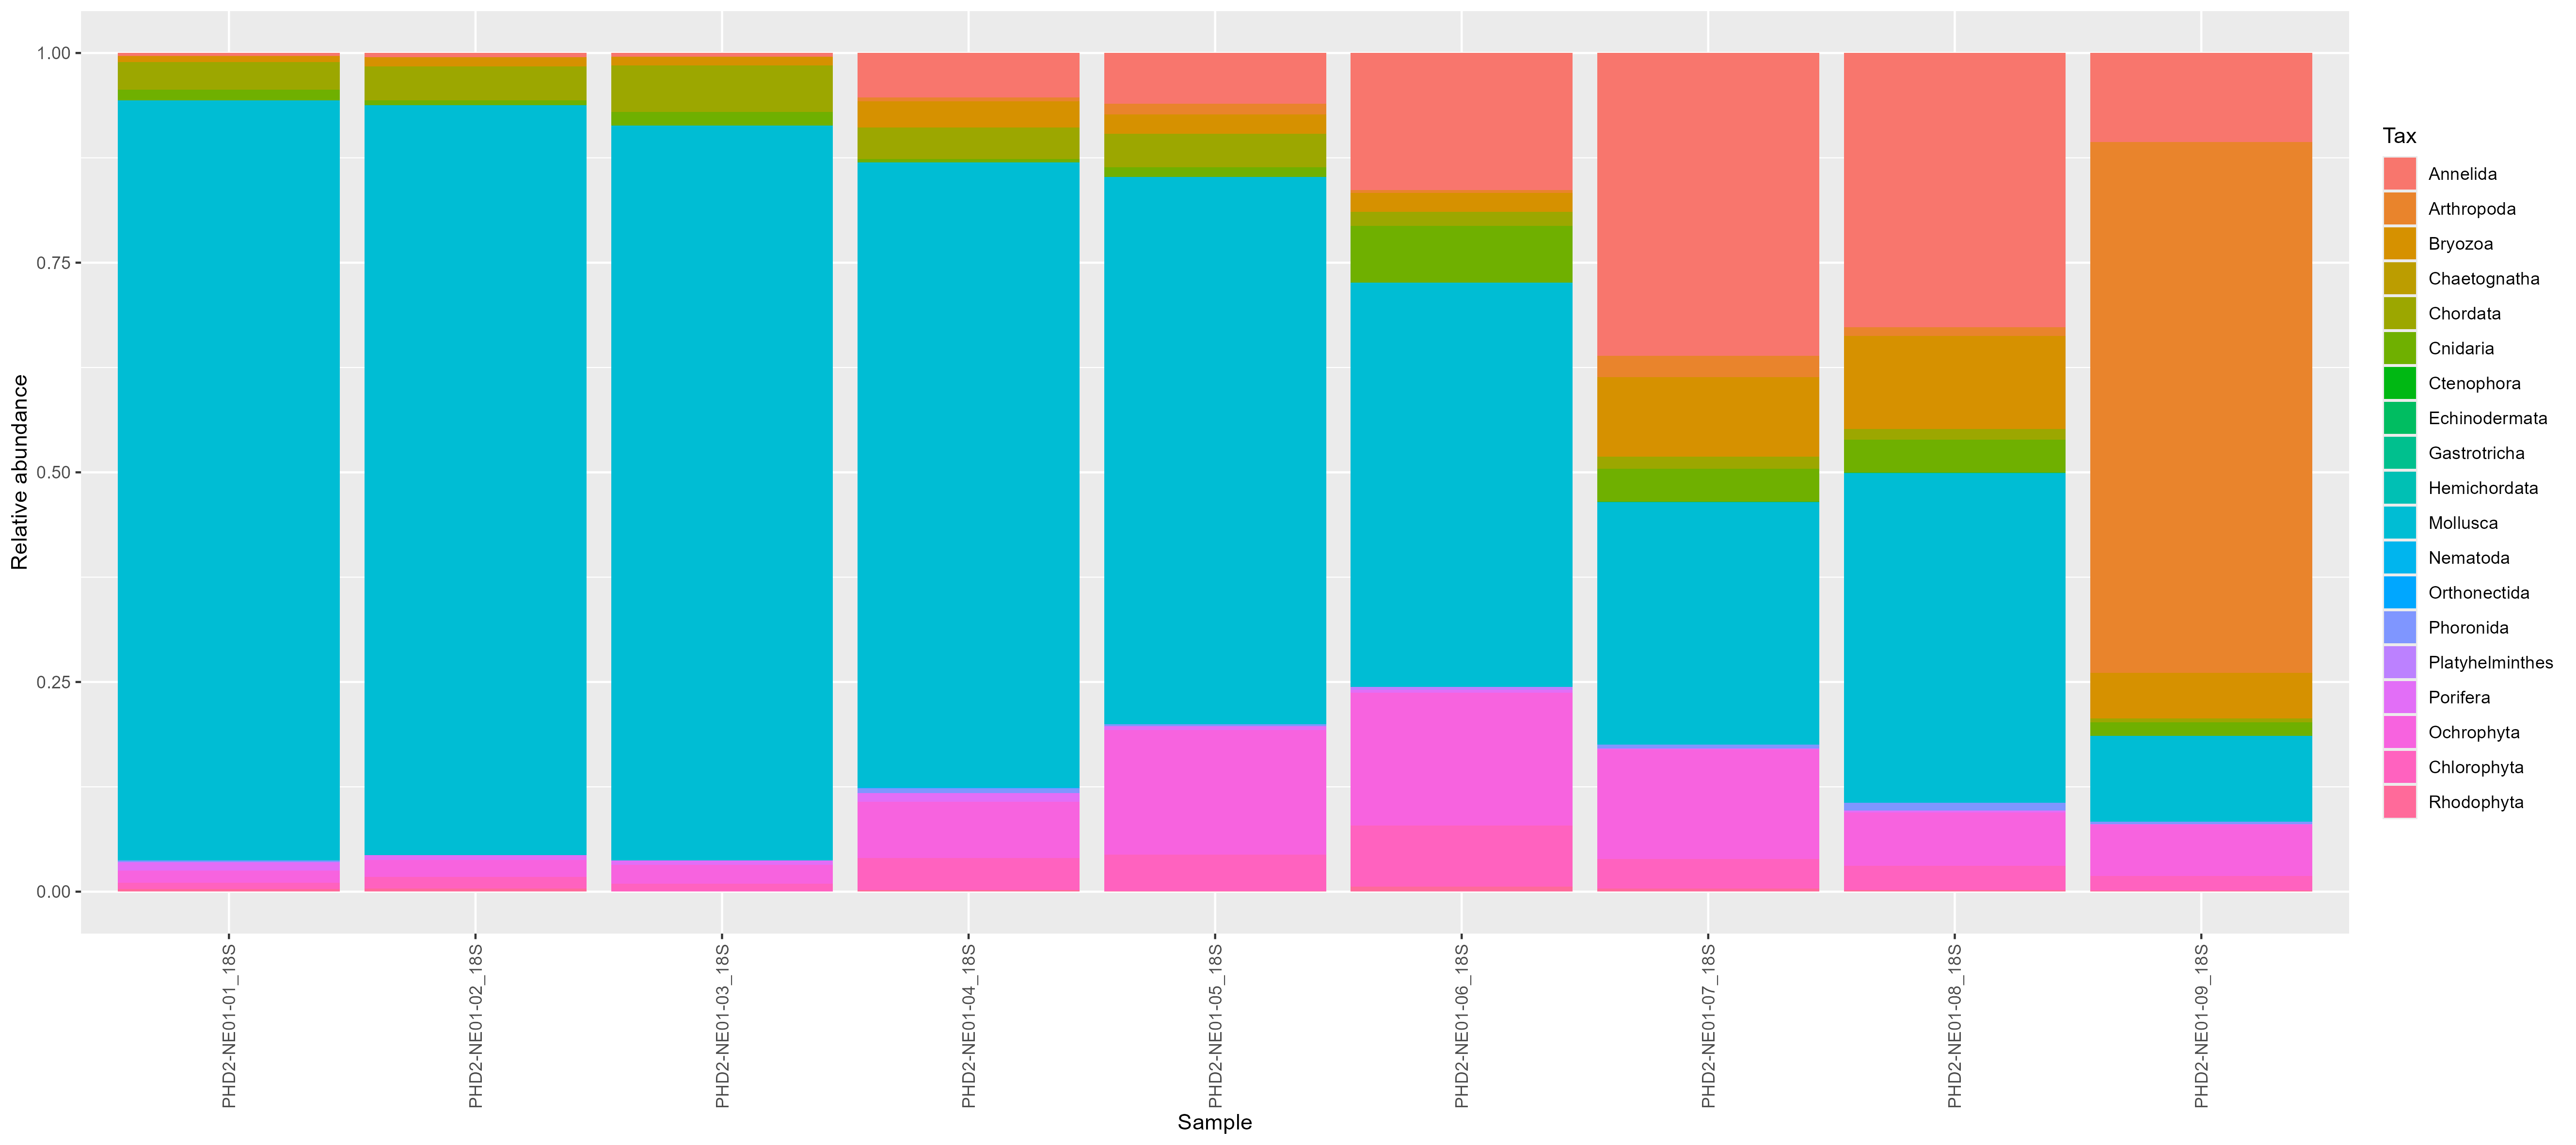 1.00
0.75
0.50
0.25
0.00
Relative abundance
PHD2-NE01-01_18S
PHD2-NE01-02_18S
PHD2-NE01-03_18S
PHD2-NE01-04_18S
PHD2-NE01-05_18S
PHD2-NE01-06_18S
PHD2-NE01-07_18S
PHD2-NE01-08_18S
PHD2-NE01-09_18S
Sample
Tax
Annelida
Arthropoda
Bryozoa
Chaetognatha
Chordata
Cnidaria
Ctenophora
Echinodermata
Gastrotricha
Hemichordata
Mollusca
Nematoda
Orthonectida
Phoronida
Platyhelminthes
Porifera
Ochrophyta
Chlorophyta
Rhodophyta